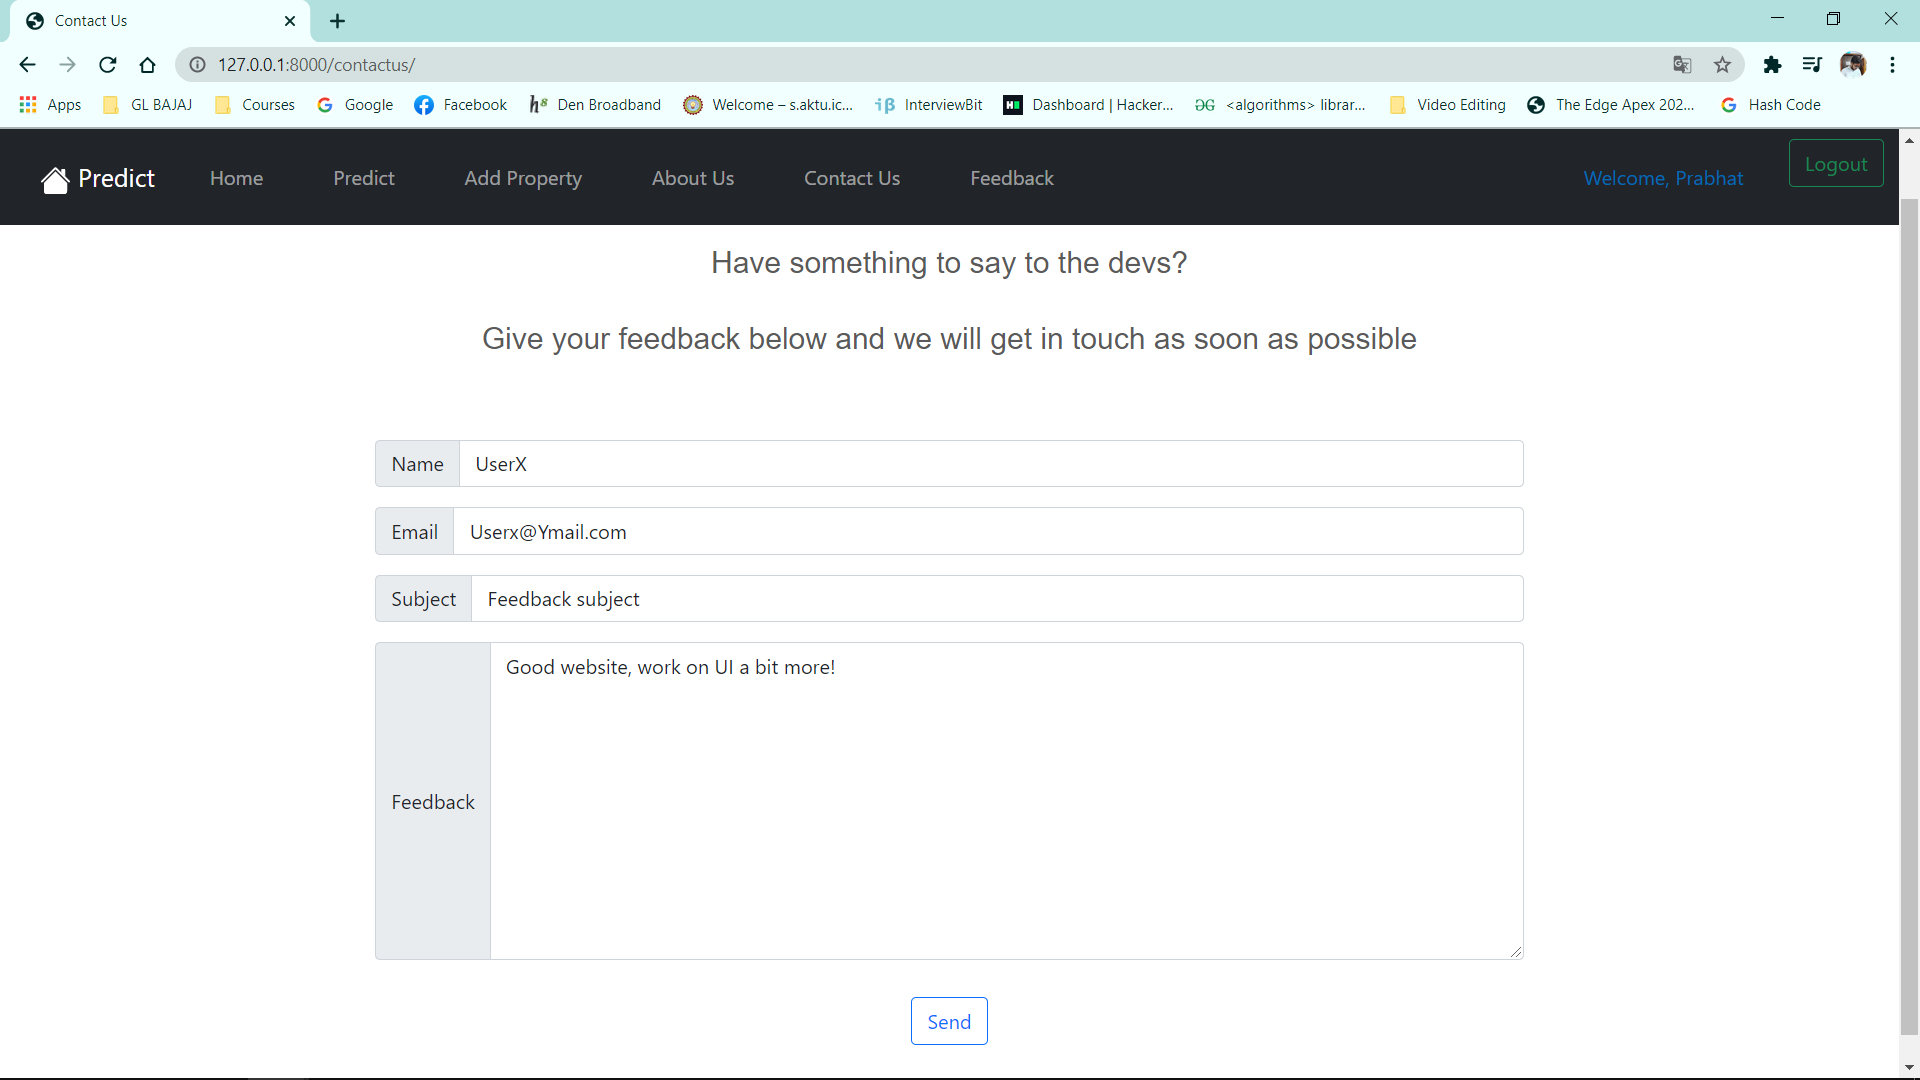 Contact Us
127.0.0.1:8000/contactus/
Apps GL BAJAJ Courses Google Facebook Den Broadband Welcome – s.aktu.ic... InterviewBit Dashboard | Hacker... <algorithms> librar... Video Editing The Edge Apex 202... Hash Code
Predict Home Predict Add Property About Us Contact Us Feedback Welcome, Prabhat Logout
Have something to say to the devs?
Give your feedback below and we will get in touch as soon as possible
Name UserX
Email Userx@Ymail.com
Subject Feedback subject
Good website, work on UI a bit more!
Feedback
Send